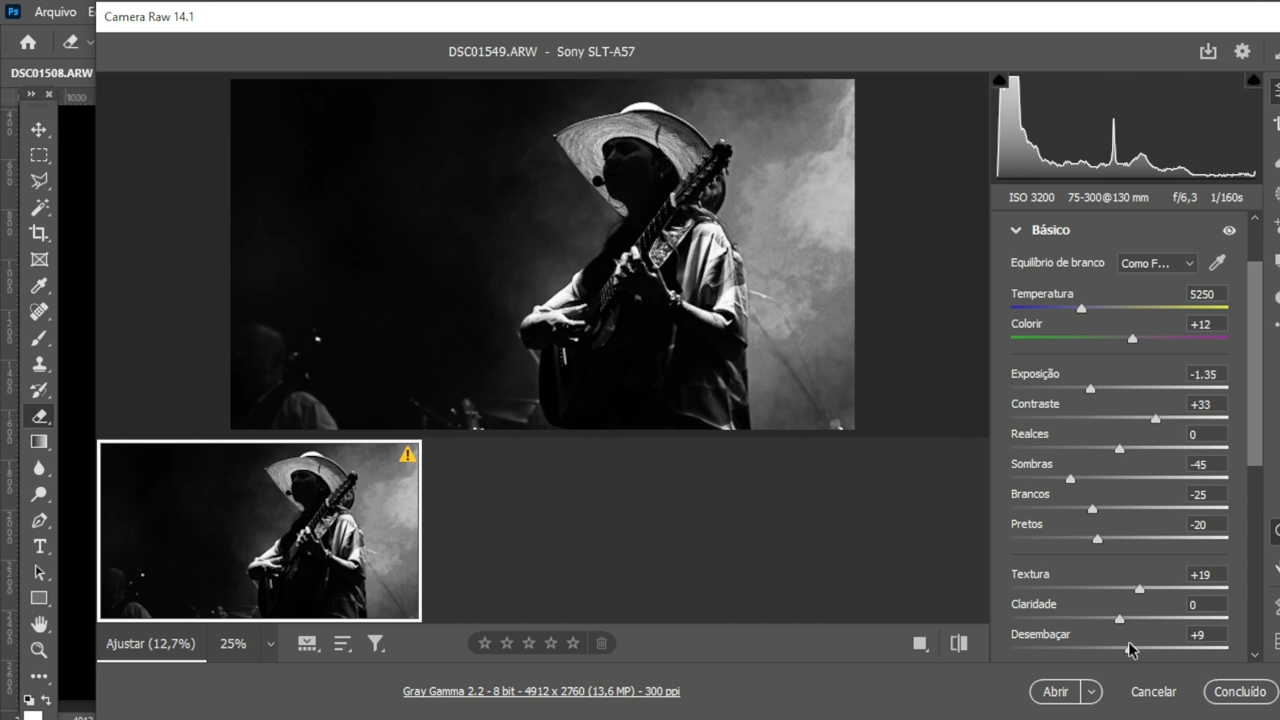 Ps Arquivo E
Camera Raw 14.1
DSC01549.ARW - Sony SLT-A57
DSC01508.ARW
1000
ISO 3200 75-300@130 mm f/6,3 1/160s
Básico
Equilíbrio de branco Como F...
Temperatura 5250
Colorir +12
Exposição -1.35
Contraste +33
Realces 0
Sombras -45
Brancos -25
Pretos -20
Textura +19
Claridade 0
Desembaçar +9
Ajustar (12,7%) 25%
Gray Gamma 2.2 - 8 bit - 4912 x 2760 (13,6 MP) - 300 ppi
Abrir Cancelar Concluído